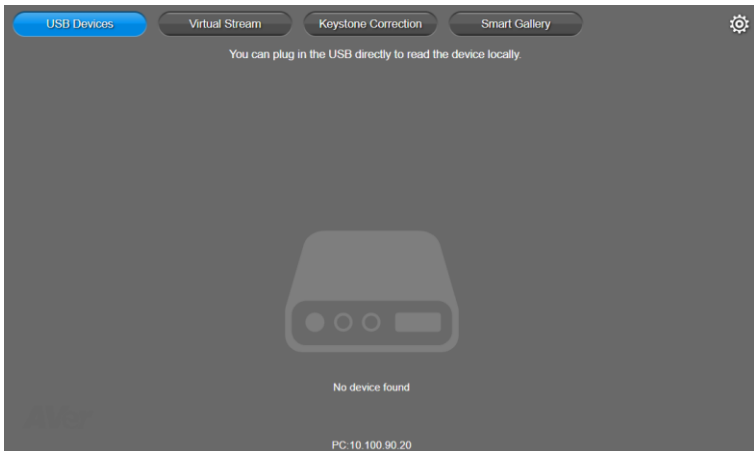 USB Devices
Virtual Stream
Keystone Correction
Smart Gallery
You can plug in the USB directly to read the device locally.
No device found
PC:10.100.90.20